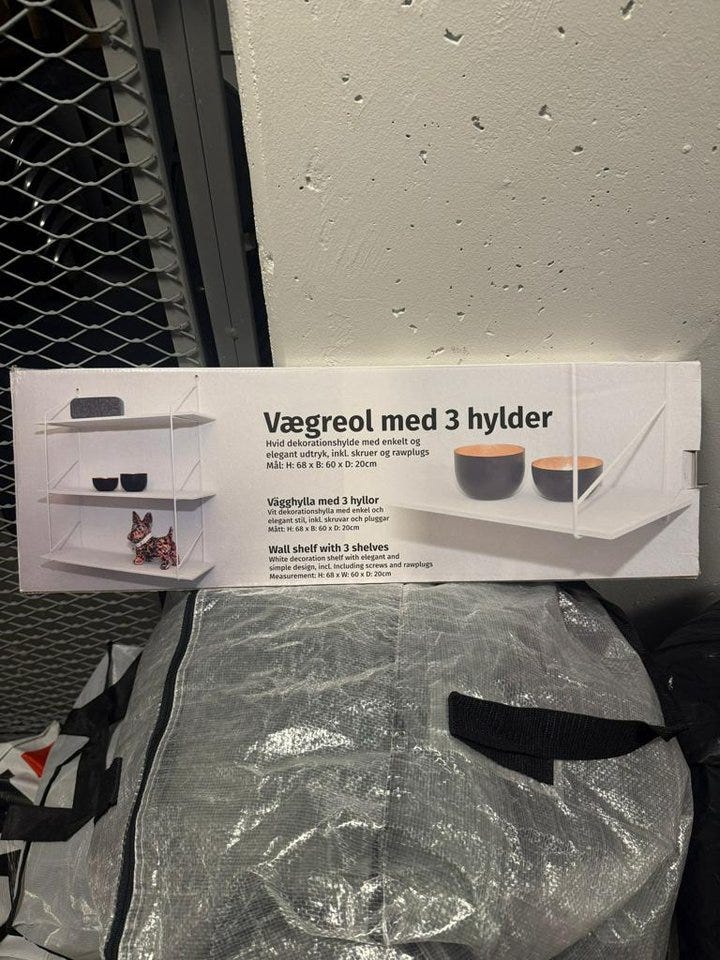 Vægreol med 3 hylder
Hvid dekorationshylde med enkelt og
elegant udtryk, inkl. skruer og rawplugs
Mål: H: 68 x B: 60 x D: 20cm
Vägghylla med 3 hyllor
Vit dekorationshylla med enkel och
elegant stil, inkl. skruvar och pluggar
Mått: H: 68 x B: 60 x D: 20cm
Wall shelf with 3 shelves
White decoration shelf with elegant and
simple design, incl. Including screws and rawplugs
Measurement: H: 68 x W: 60 x D: 20cm